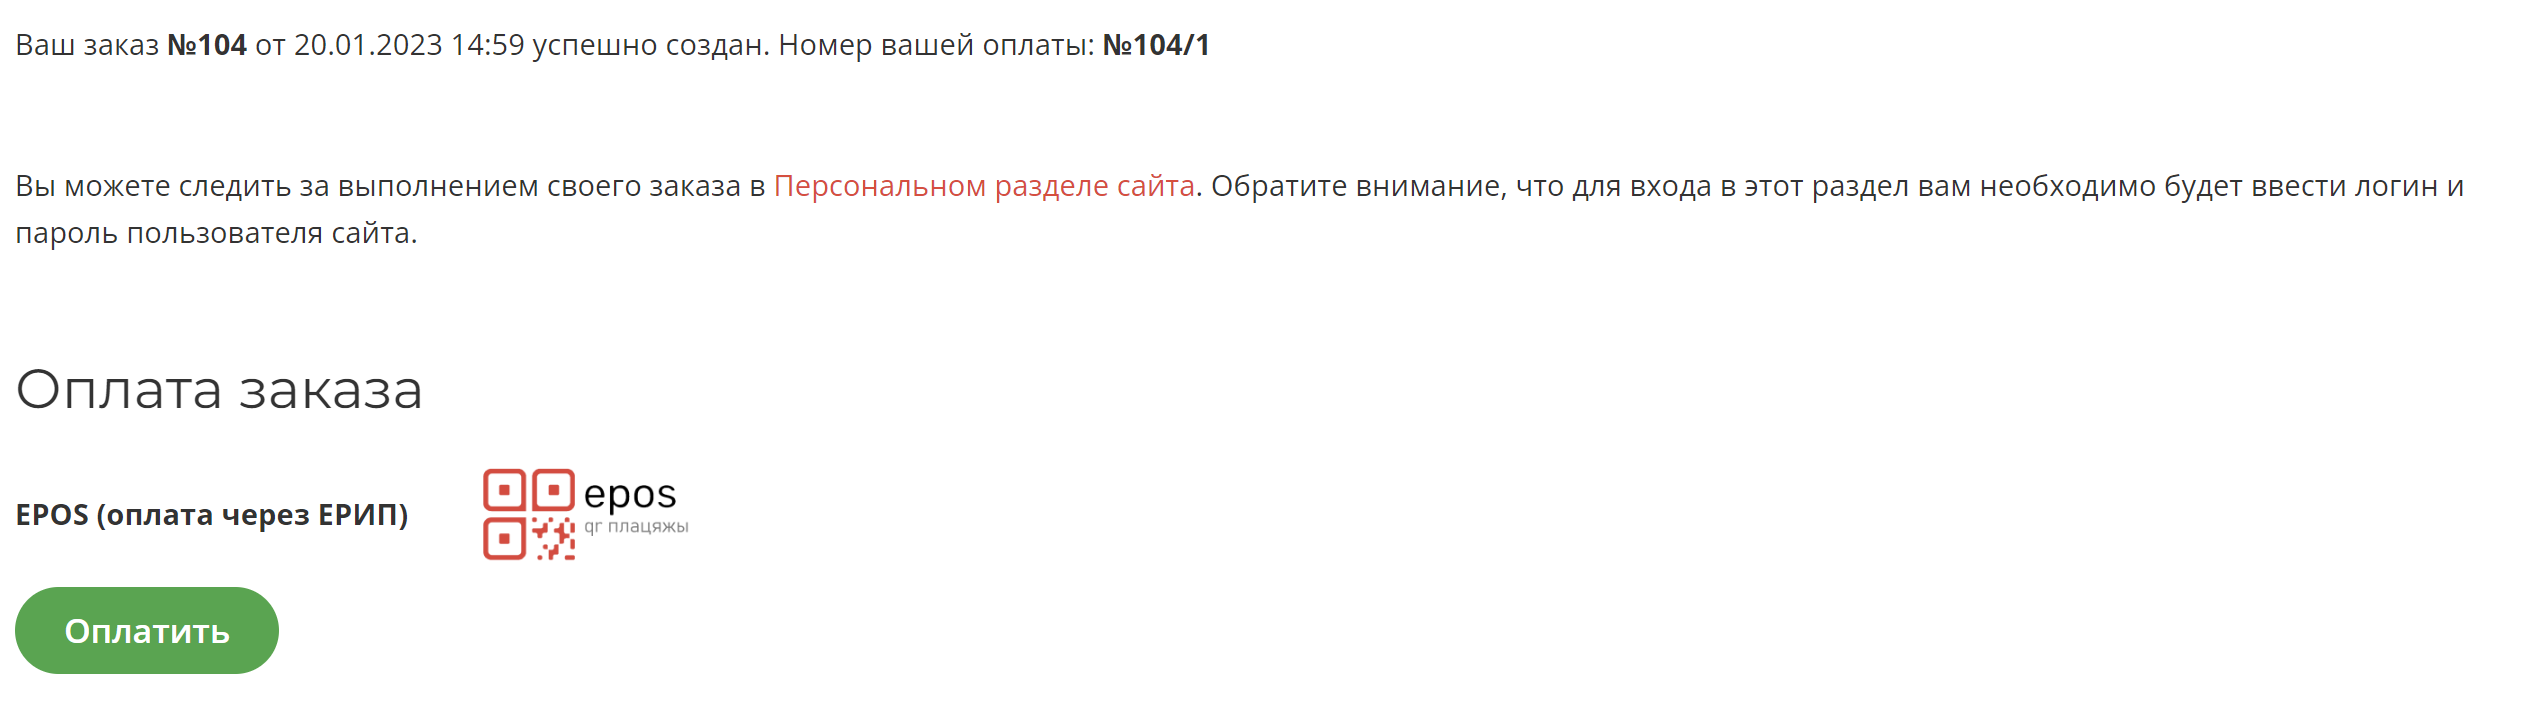 Ваш заказ №104 от 20.01.2023 14:59 успешно создан. Номер вашей оплаты: №104/1
Вы можете следить за выполнением своего заказа в Персональном разделе сайта. Обратите внимание, что для входа в этот раздел вам необходимо будет ввести логин и
пароль пользователя сайта.
Оплата заказа
EPOS (оплата через ЕРИП)
epos
qr плацяжы
Оплатить